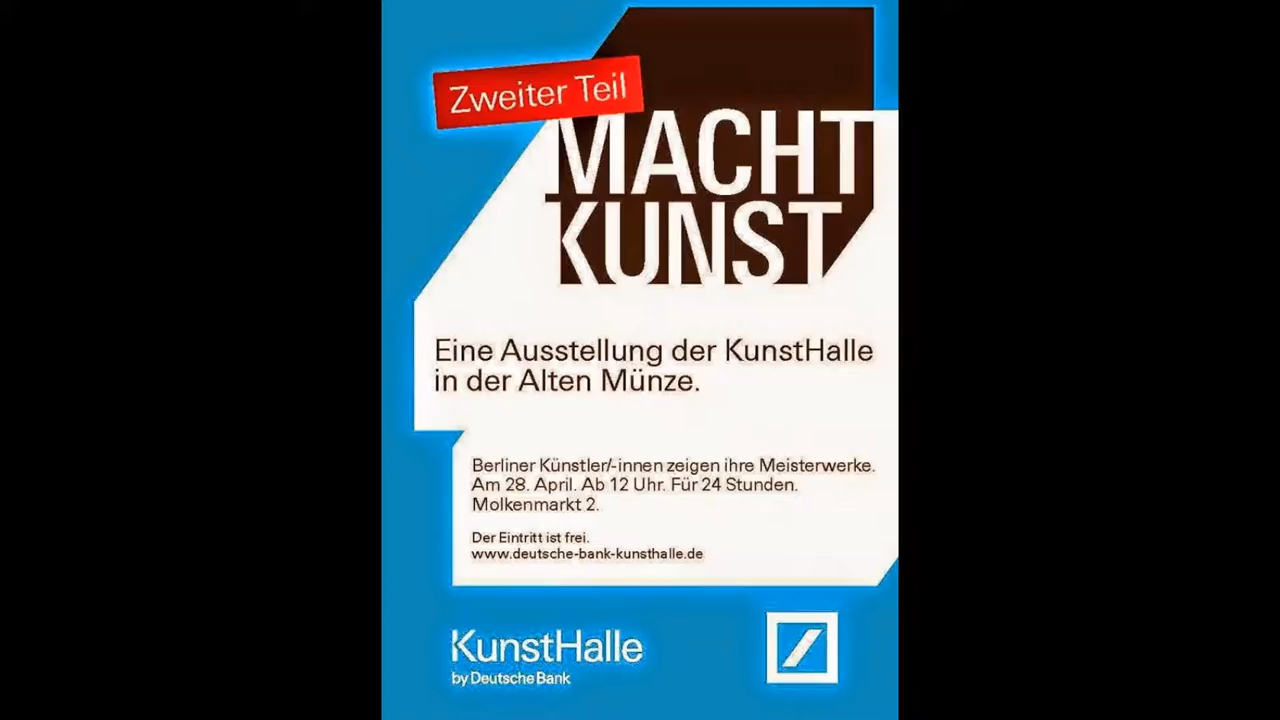 Zweiter Teil
MACHT
KUNST
Eine Ausstellung der KunstHalle
in der Alten Münze.
Berliner Künstler/-innen zeigen ihre Meisterwerke.
Am 28. April. Ab 12 Uhr. Für 24 Stunden.
Molkenmarkt 2.
Der Eintritt ist frei.
www.deutsche-bank-kunsthalle.de
KunstHalle
by Deutsche Bank